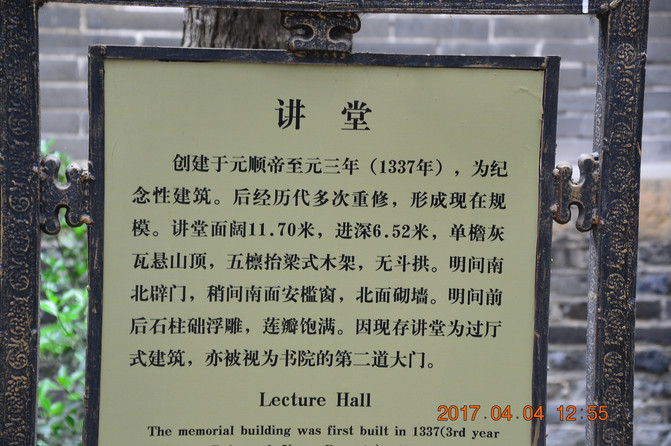 讲 堂
创建于元顺帝至元三年（1337年），为纪
念性建筑。后经历代多次重修，形成现在规
模。讲堂面阔11.70米，进深6.52米，单檐灰
瓦悬山顶，五檩抬梁式木架，无斗拱。明间南
北辟门，稍间南面安槛窗，北面砌墙。明间前
后石柱础浮雕，莲瓣饱满。因现存讲堂为过厅
式建筑，亦被视为书院的第二道大门。
Lecture Hall
The memorial building was first built in 1337(3rd year
2017.04.04 12:55